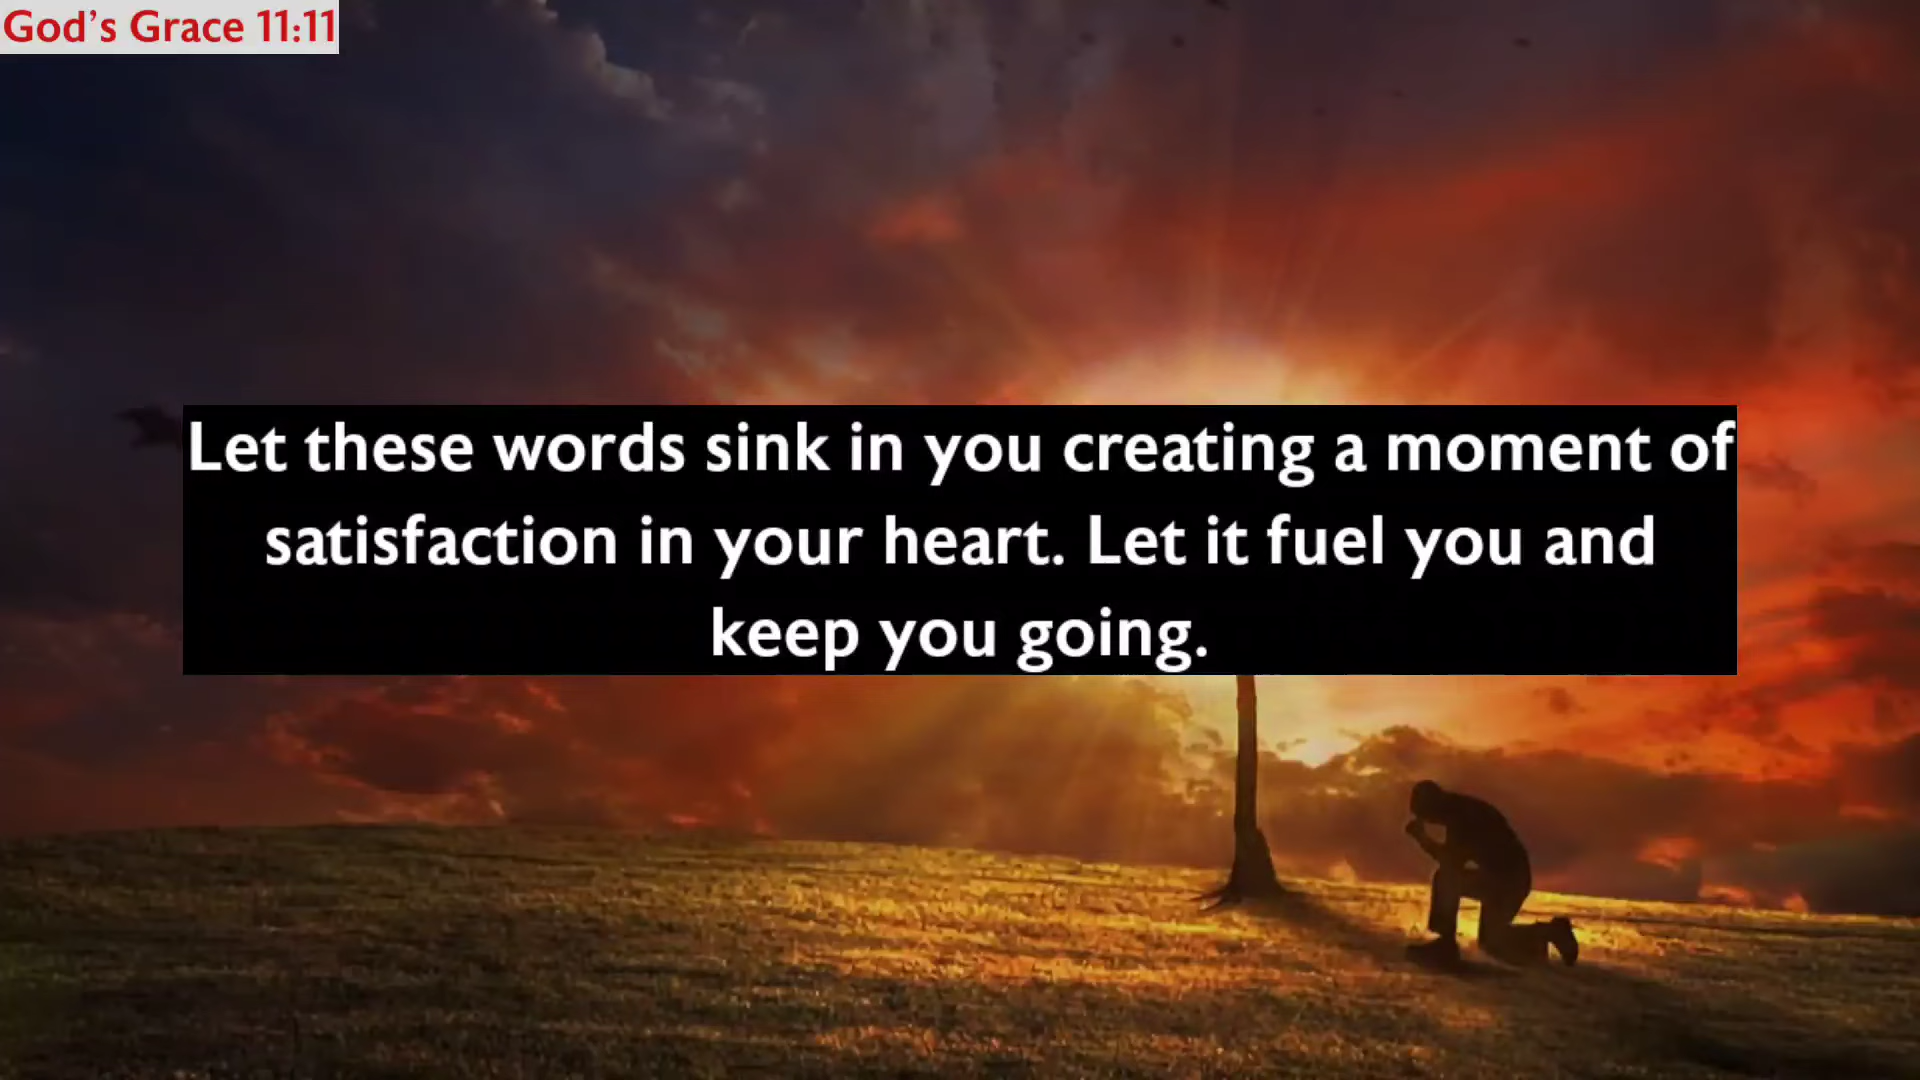 God's Grace 11:11
Let these words sink in you creating a moment of
satisfaction in your heart. Let it fuel you and
keep you going.